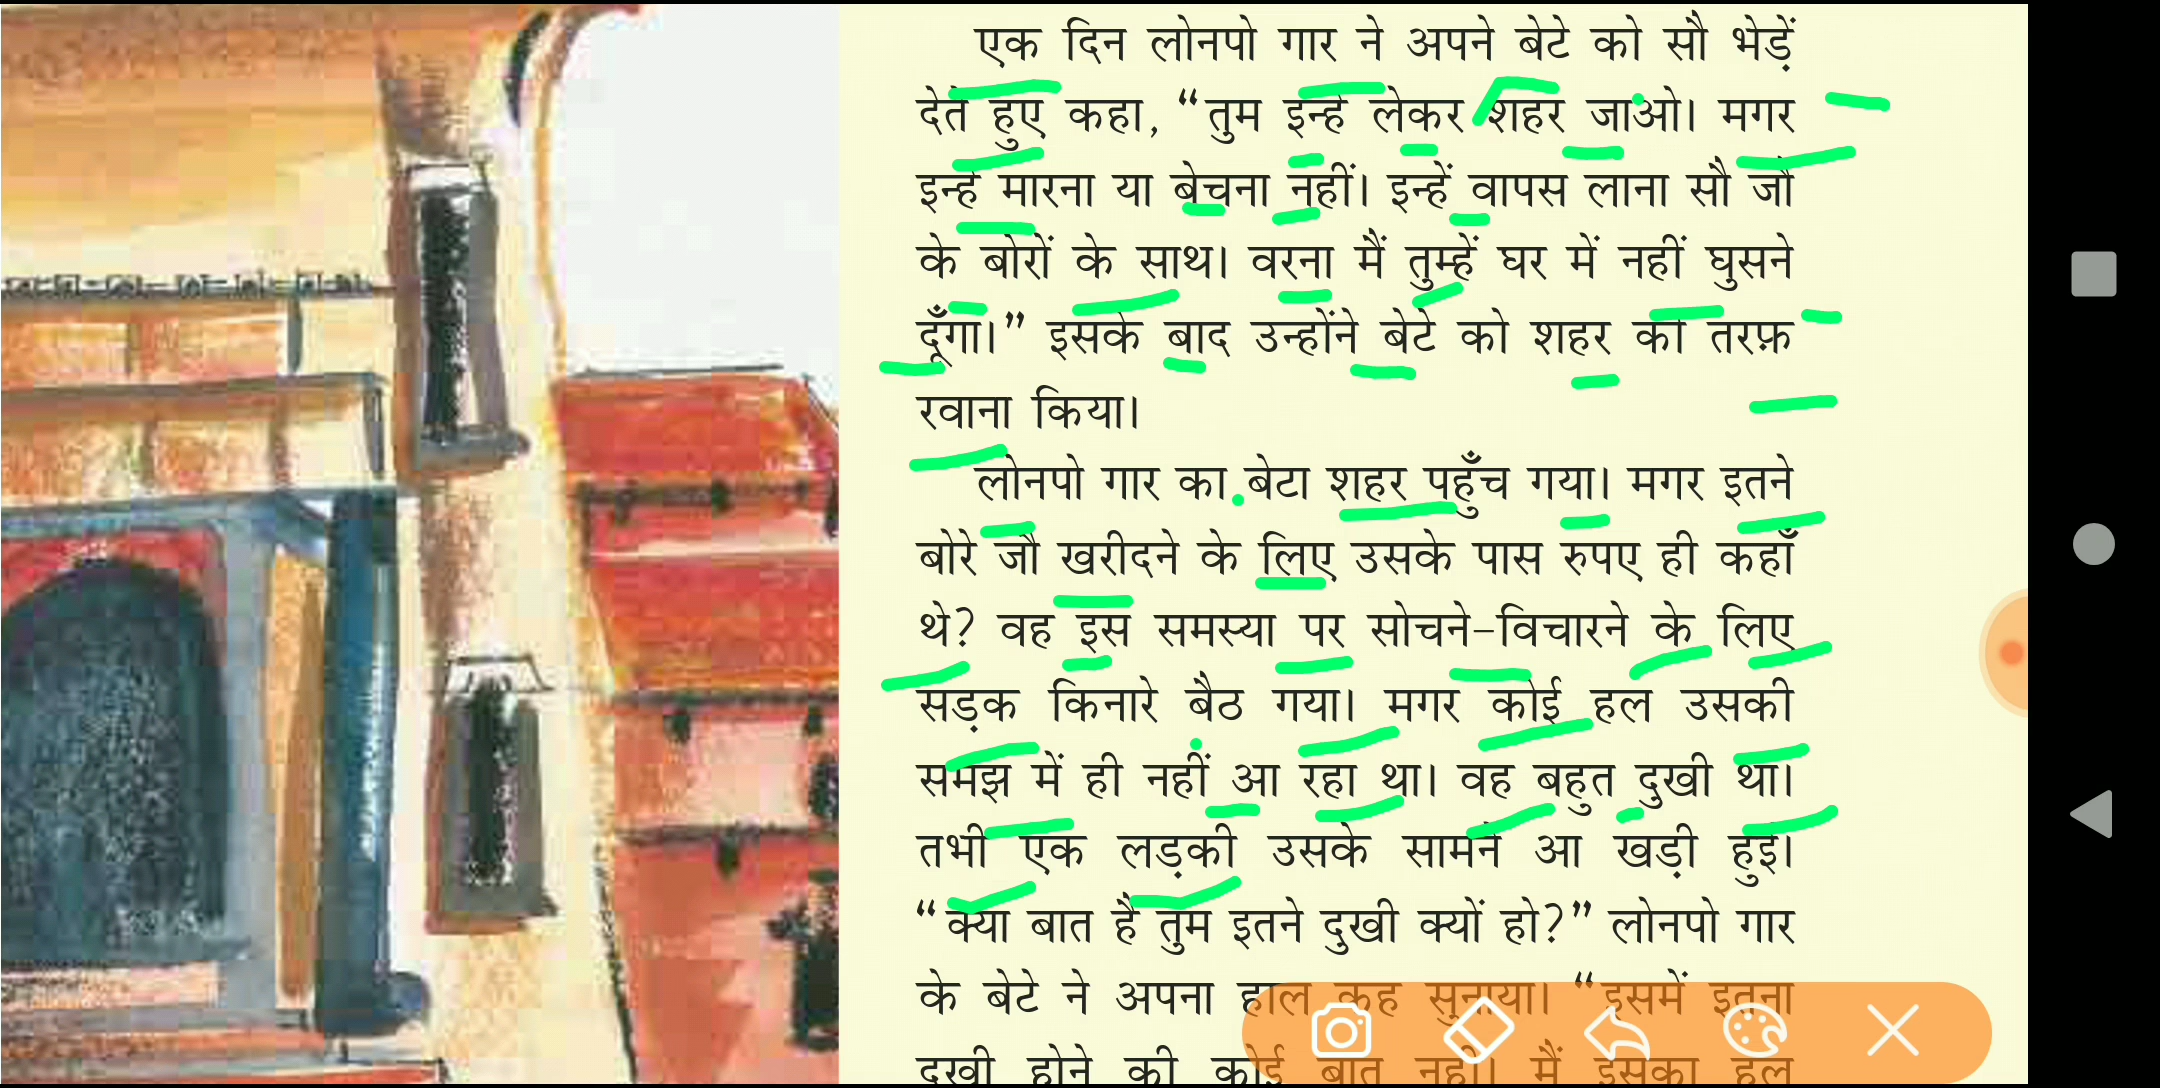 एक दिन लोनपो गार ने अपने बेटे को सौ भेड़ें
देते हुए कहा, “तुम इन्हें लेकर शहर जाओ। मगर
इन्हें मारना या बेचना नहीं। इन्हें वापस लाना सौ जौ
के बोरों के साथ। वरना मैं तुम्हें घर में नहीं घुसने
दूँगा।” इसके बाद उन्होंने बेटे को शहर की तरफ़
रवाना किया।
लोनपो गार का बेटा शहर पहुँच गया। मगर इतने
बोरे जौ खरीदने के लिए उसके पास रुपए ही कहाँ
थे? वह इस समस्या पर सोचने–विचारने के लिए
सड़क किनारे बैठ गया। मगर कोई हल उसकी
समझ में ही नहीं आ रहा था। वह बहुत दुखी था।
तभी एक लड़की उसके सामने आ खड़ी हुई।
“क्या बात है तुम इतने दुखी क्यों हो?” लोनपो गार
के बेटे ने अपना हाल कह सुनाया। “इसमें इतना
दुखी होने की कोई बात नहीं। मैं इसका हल